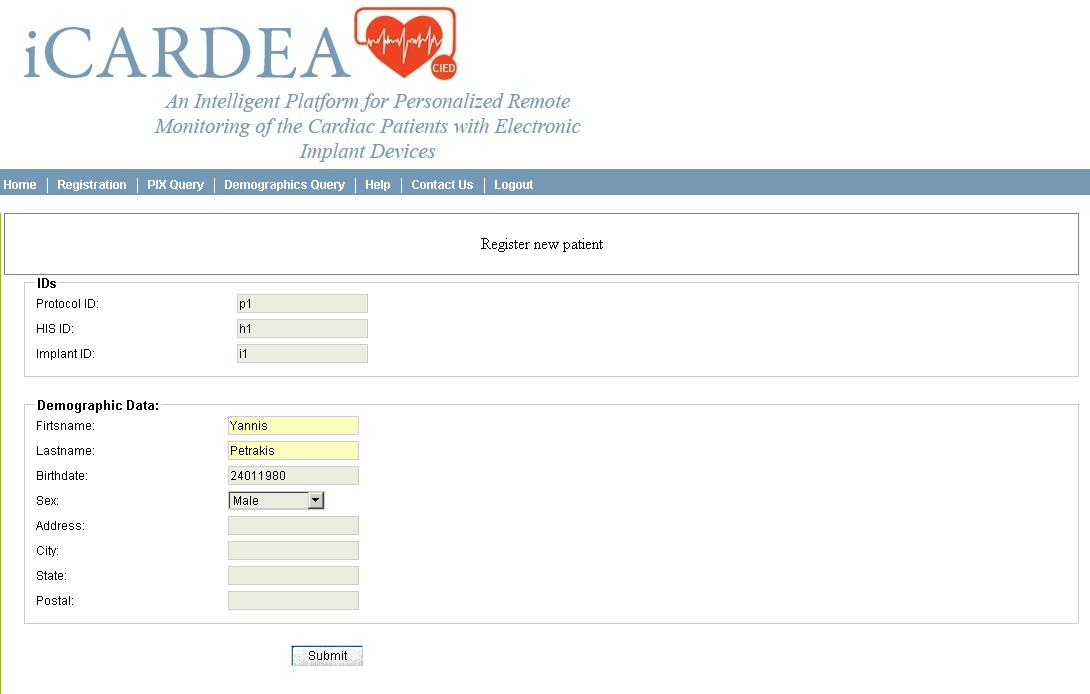 iCARDEA
CIED
An Intelligent Platform for Personalized Remote
Monitoring of the Cardiac Patients with Electronic
Implant Devices
Home | Registration | PIX Query | Demographics Query | Help | Contact Us | Logout
Register new patient
IDs
Protocol ID: p1
HIS ID: h1
Implant ID: i1
Demographic Data:
Firtsname: Yannis
Lastname: Petrakis
Birthdate: 24011980
Sex: Male
Address:
City:
State:
Postal:
Submit